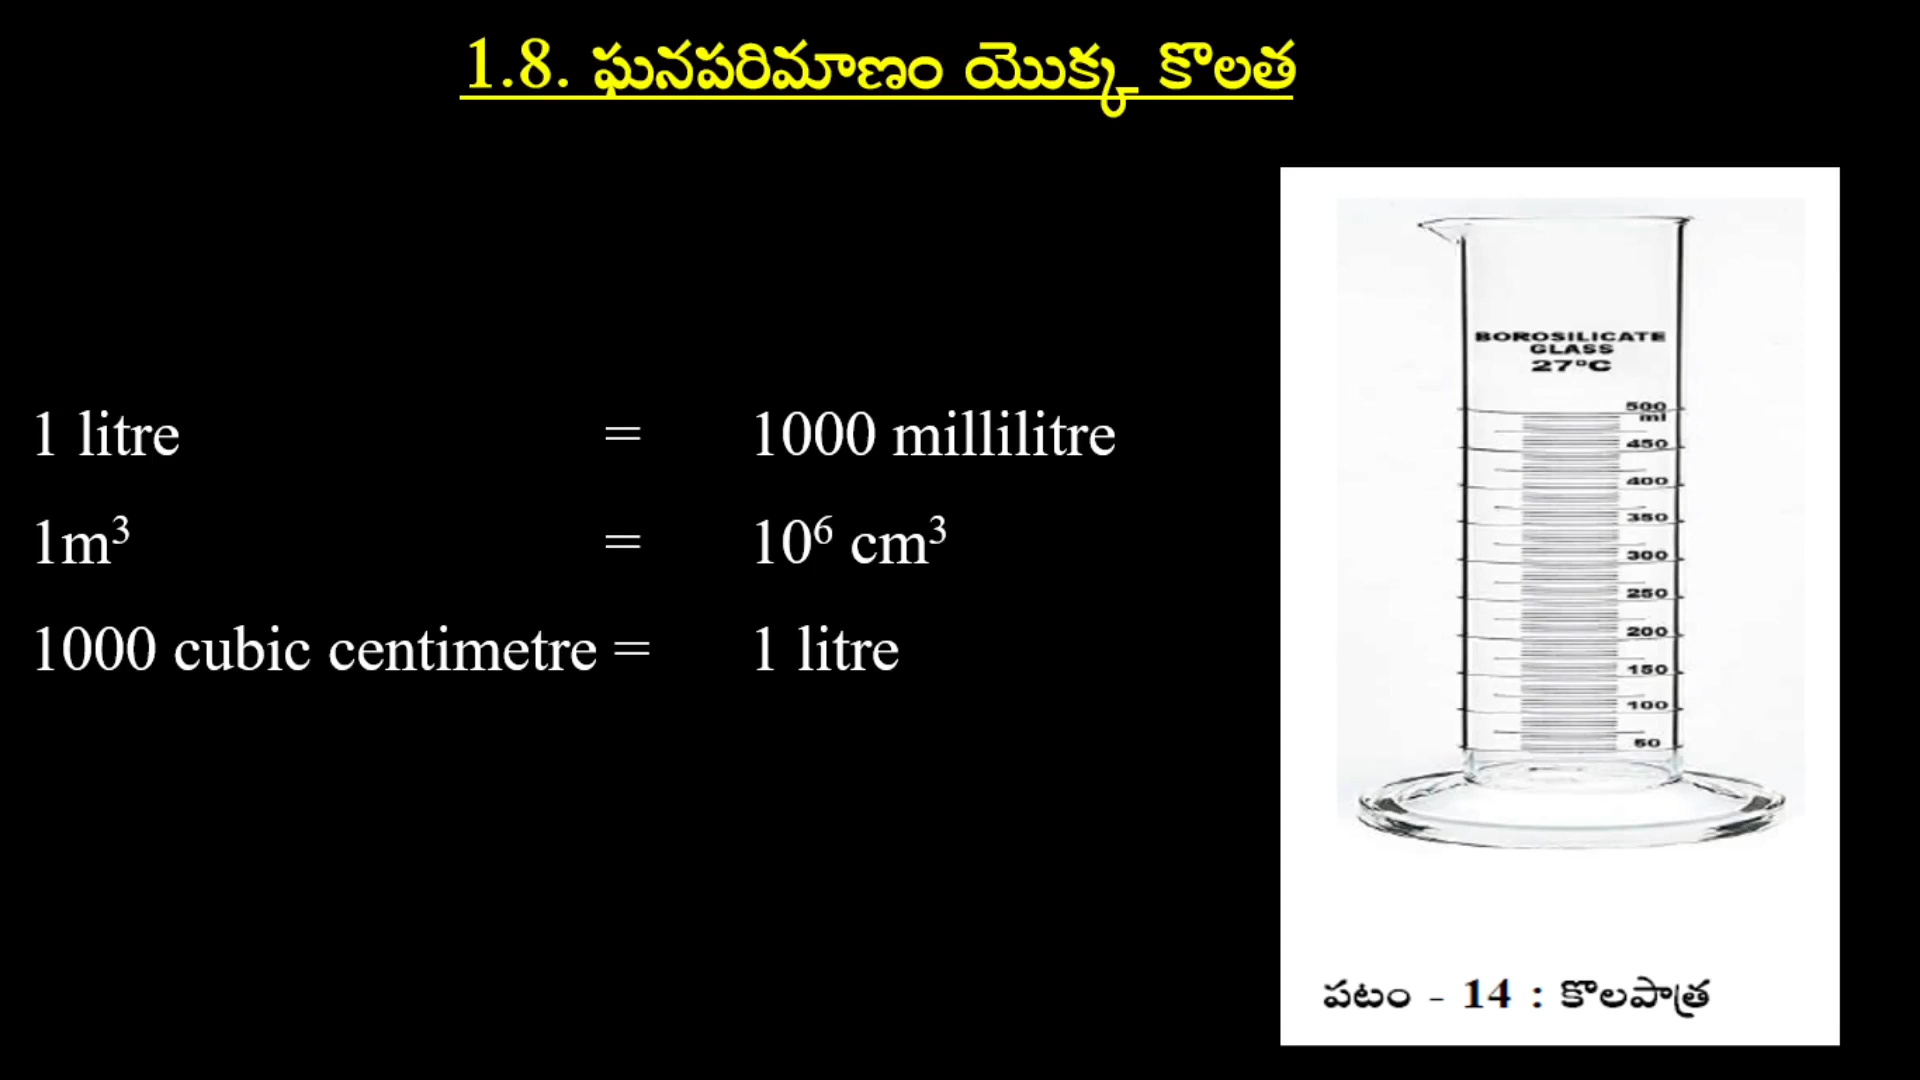 1.8. ఘనపరిమాణం యొక్క కొలత
1 litre = 1000 millilitre
1m³ = 10⁶ cm³
1000 cubic centimetre = 1 litre
BOROSILICATE
GLASS
27°C
500
ml
450
400
350
300
250
200
150
100
50
పటం - 14 : కొలపాత్ర